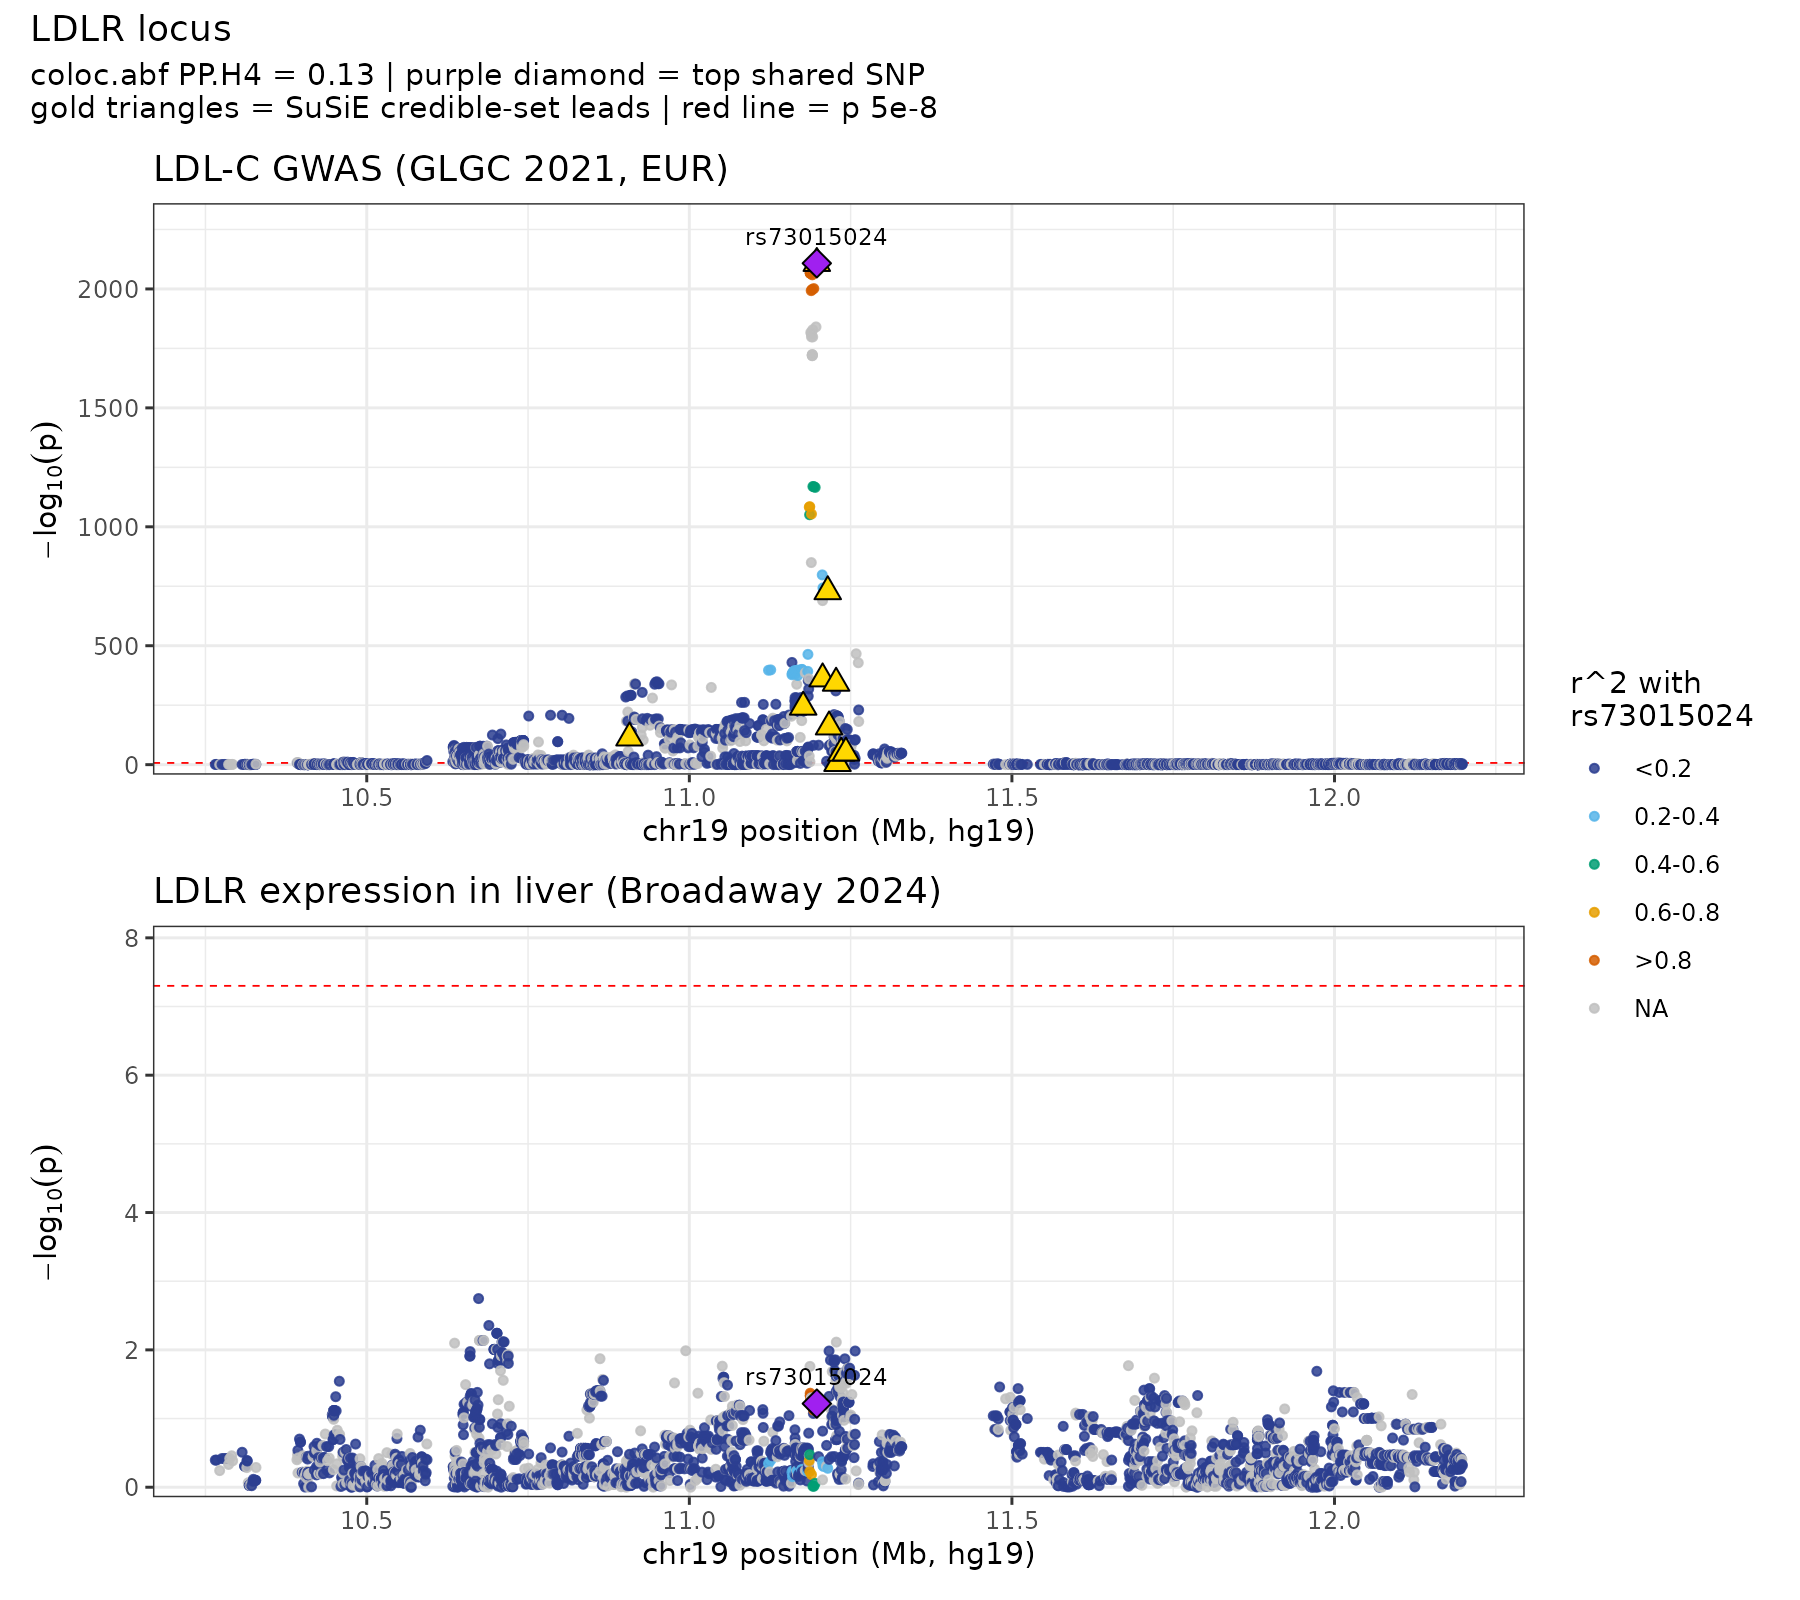 LDLR locus
coloc.abf PP.H4 = 0.13 | purple diamond = top shared SNP
gold triangles = SuSiE credible-set leads | red line = p 5e-8
LDL-C GWAS (GLGC 2021, EUR)
rs73015024
2000
1500
1000
500
0
−log10(p)
10.5 11.0 11.5 12.0
chr19 position (Mb, hg19)
LDLR expression in liver (Broadaway 2024)
8
6
4
2
0
−log10(p)
rs73015024
10.5 11.0 11.5 12.0
chr19 position (Mb, hg19)
r^2 with
rs73015024
<0.2
0.2-0.4
0.4-0.6
0.6-0.8
>0.8
NA